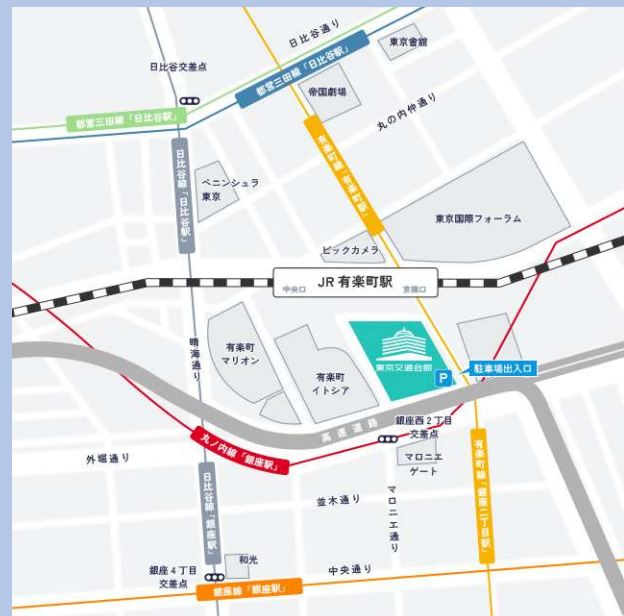 日比谷通り
東京會舘
日比谷交差点
都営三田線「日比谷駅」
帝国劇場
都営三田線「日比谷駅」
丸の内仲通り
有楽町線「有楽町駅」
日比谷線「日比谷駅」
ペニンシュラ
東京
東京国際フォーラム
ビックカメラ
JR 有楽町駅
中央口
京橋口
晴海通り
有楽町
マリオン
有楽町
イトシア
東京交通会館
P
駐車場出入口
高速道路
銀座西2丁目
交差点
丸ノ内線「銀座駅」
外堀通り
マロニエ
ゲート
有楽町線「銀座一丁目駅」
日比谷線「銀座駅」
並木通り
マロニエ通り
和光
銀座4丁目
交差点
中央通り
銀座線「銀座駅」